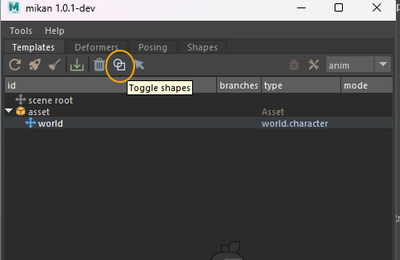 mikan 1.0.1-dev
Tools Help
Templates Deformers Posing Shapes
anim
Toggle shapes
id branches type mode
scene root
asset Asset
world world.character